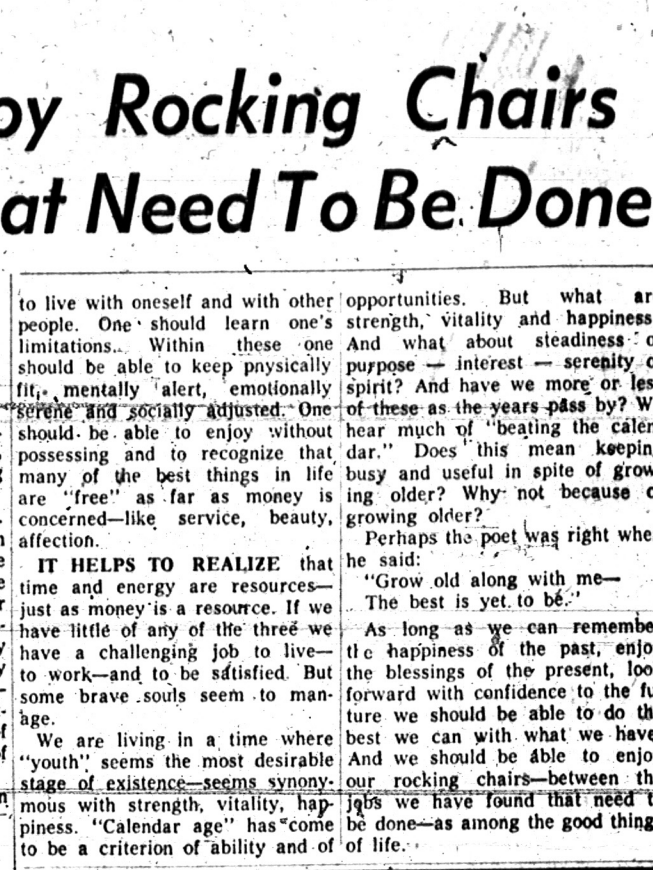 oy Rocking Chairs
at Need To Be Done
to live with oneself and with other
people. One should learn one's
limitations. Within these one
should be able to keep physically
fit, mentally alert, emotionally
serene and socially adjusted. One
should be able to enjoy without
possessing and to recognize that
many of the best things in life
are "free" as far as money is
concerned—like service, beauty,
affection.
IT HELPS TO REALIZE that
time and energy are resources—
just as money is a resource. If we
have little of any of the three we
have a challenging job to live—
to work—and to be satisfied. But
some brave souls seem to man-
age.
We are living in a time where
"youth" seems the most desirable
stage of existence—seems synony-
mous with strength, vitality, hap-
piness. "Calendar age" has come
to be a criterion of ability and of
opportunities. But what ar
strength, vitality and happiness
And what about steadiness o
purpose — interest — serenity o
spirit? And have we more or les
of these as the years pass by? W
hear much of "beating the calen
dar." Does this mean keepin
busy and useful in spite of grow
ing older? Why not because o
growing older?
Perhaps the poet was right whe
he said:
"Grow old along with me—
The best is yet to be."
As long as we can remembe
the happiness of the past, enjo
the blessings of the present, loo
forward with confidence to the fu
ture we should be able to do th
best we can with what we have
And we should be able to enjo
our rocking chairs—between th
jobs we have found that need t
be done—as among the good thing
of life.